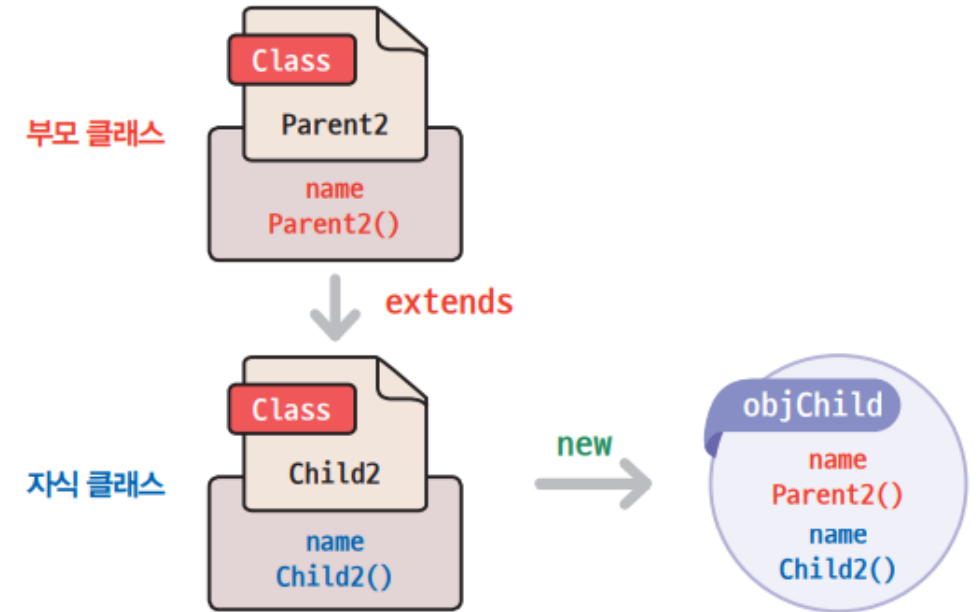 Class
Parent2
부모 클래스
name
Parent2()
extends
Class
Child2
자식 클래스
name
Child2()
new
objChild
name
Parent2()
name
Child2()